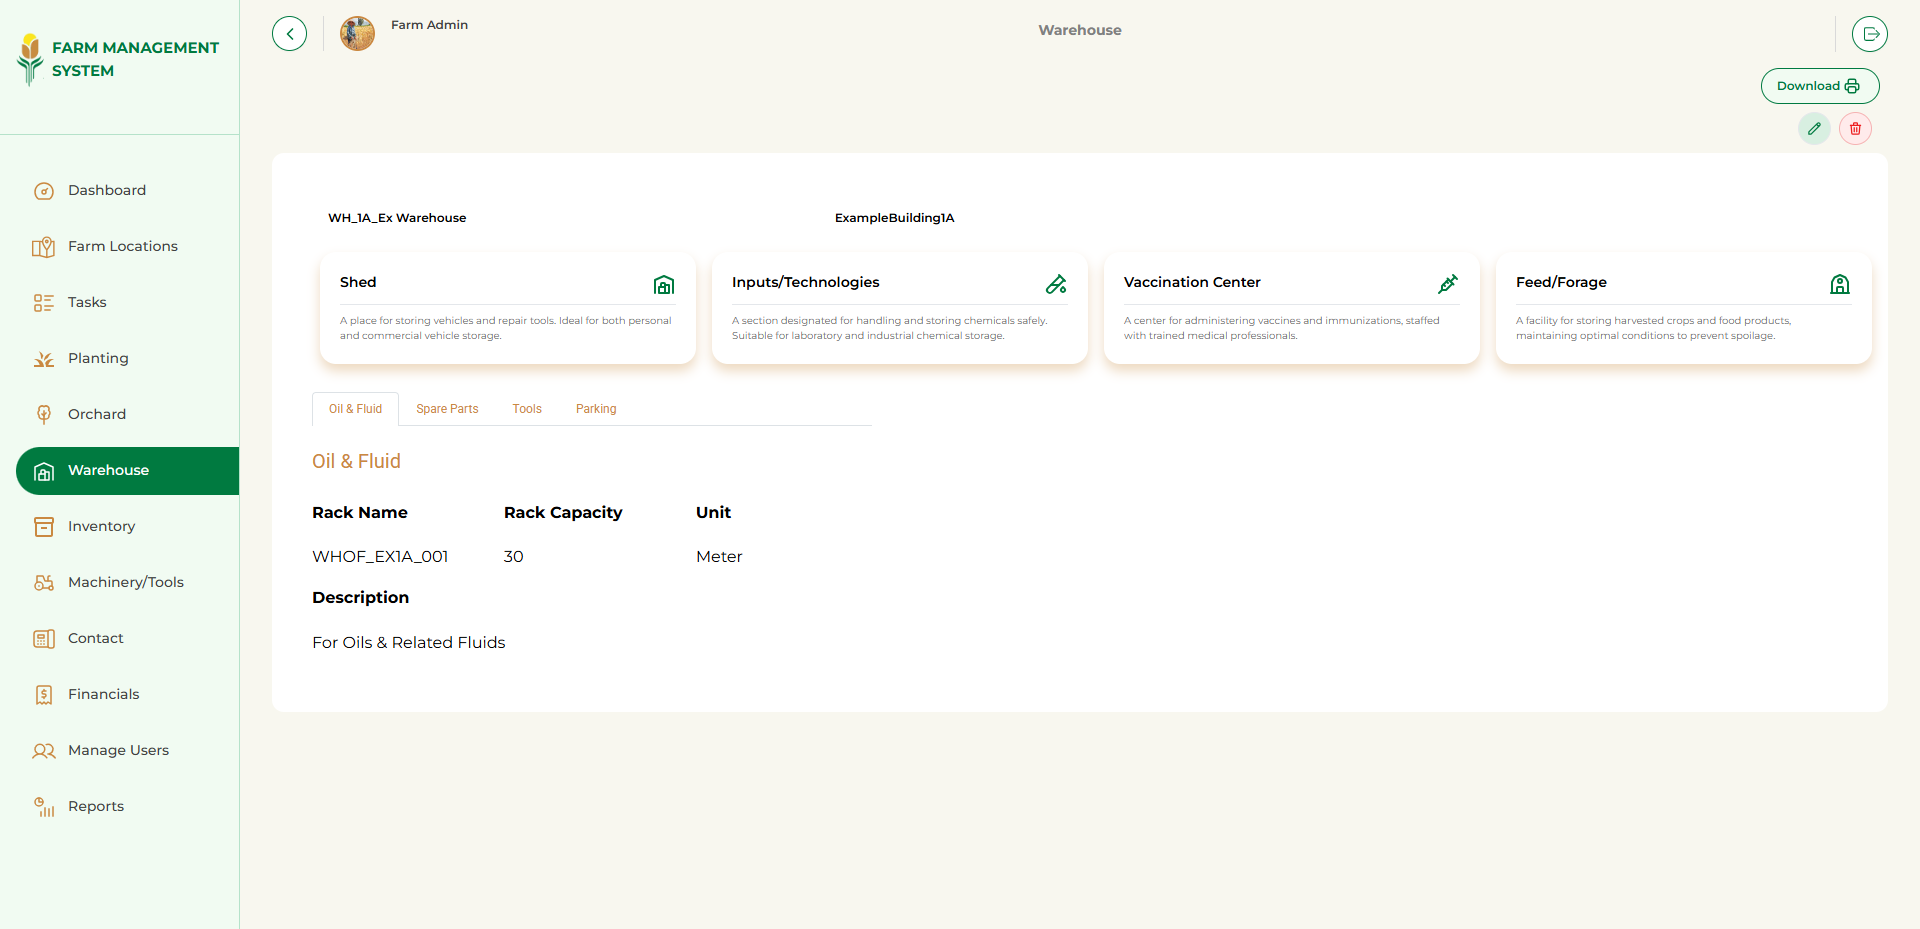 FARM MANAGEMENT
SYSTEM
Farm Admin
Warehouse
Download
Dashboard
Farm Locations
Tasks
Planting
Orchard
Warehouse
Inventory
Machinery/Tools
Contact
Financials
Manage Users
Reports
WH_1A_Ex Warehouse
ExampleBuilding1A
Shed
A place for storing vehicles and repair tools. Ideal for both personal
and commercial vehicle storage.
Inputs/Technologies
A section designated for handling and storing chemicals safely.
Suitable for laboratory and industrial chemical storage.
Vaccination Center
A center for administering vaccines and immunizations, staffed
with trained medical professionals.
Feed/Forage
A facility for storing harvested crops and food products,
maintaining optimal conditions to prevent spoilage.
Oil & Fluid Spare Parts Tools Parking
Oil & Fluid
Rack Name Rack Capacity Unit
WHOF_EX1A_001 30 Meter
Description
For Oils & Related Fluids